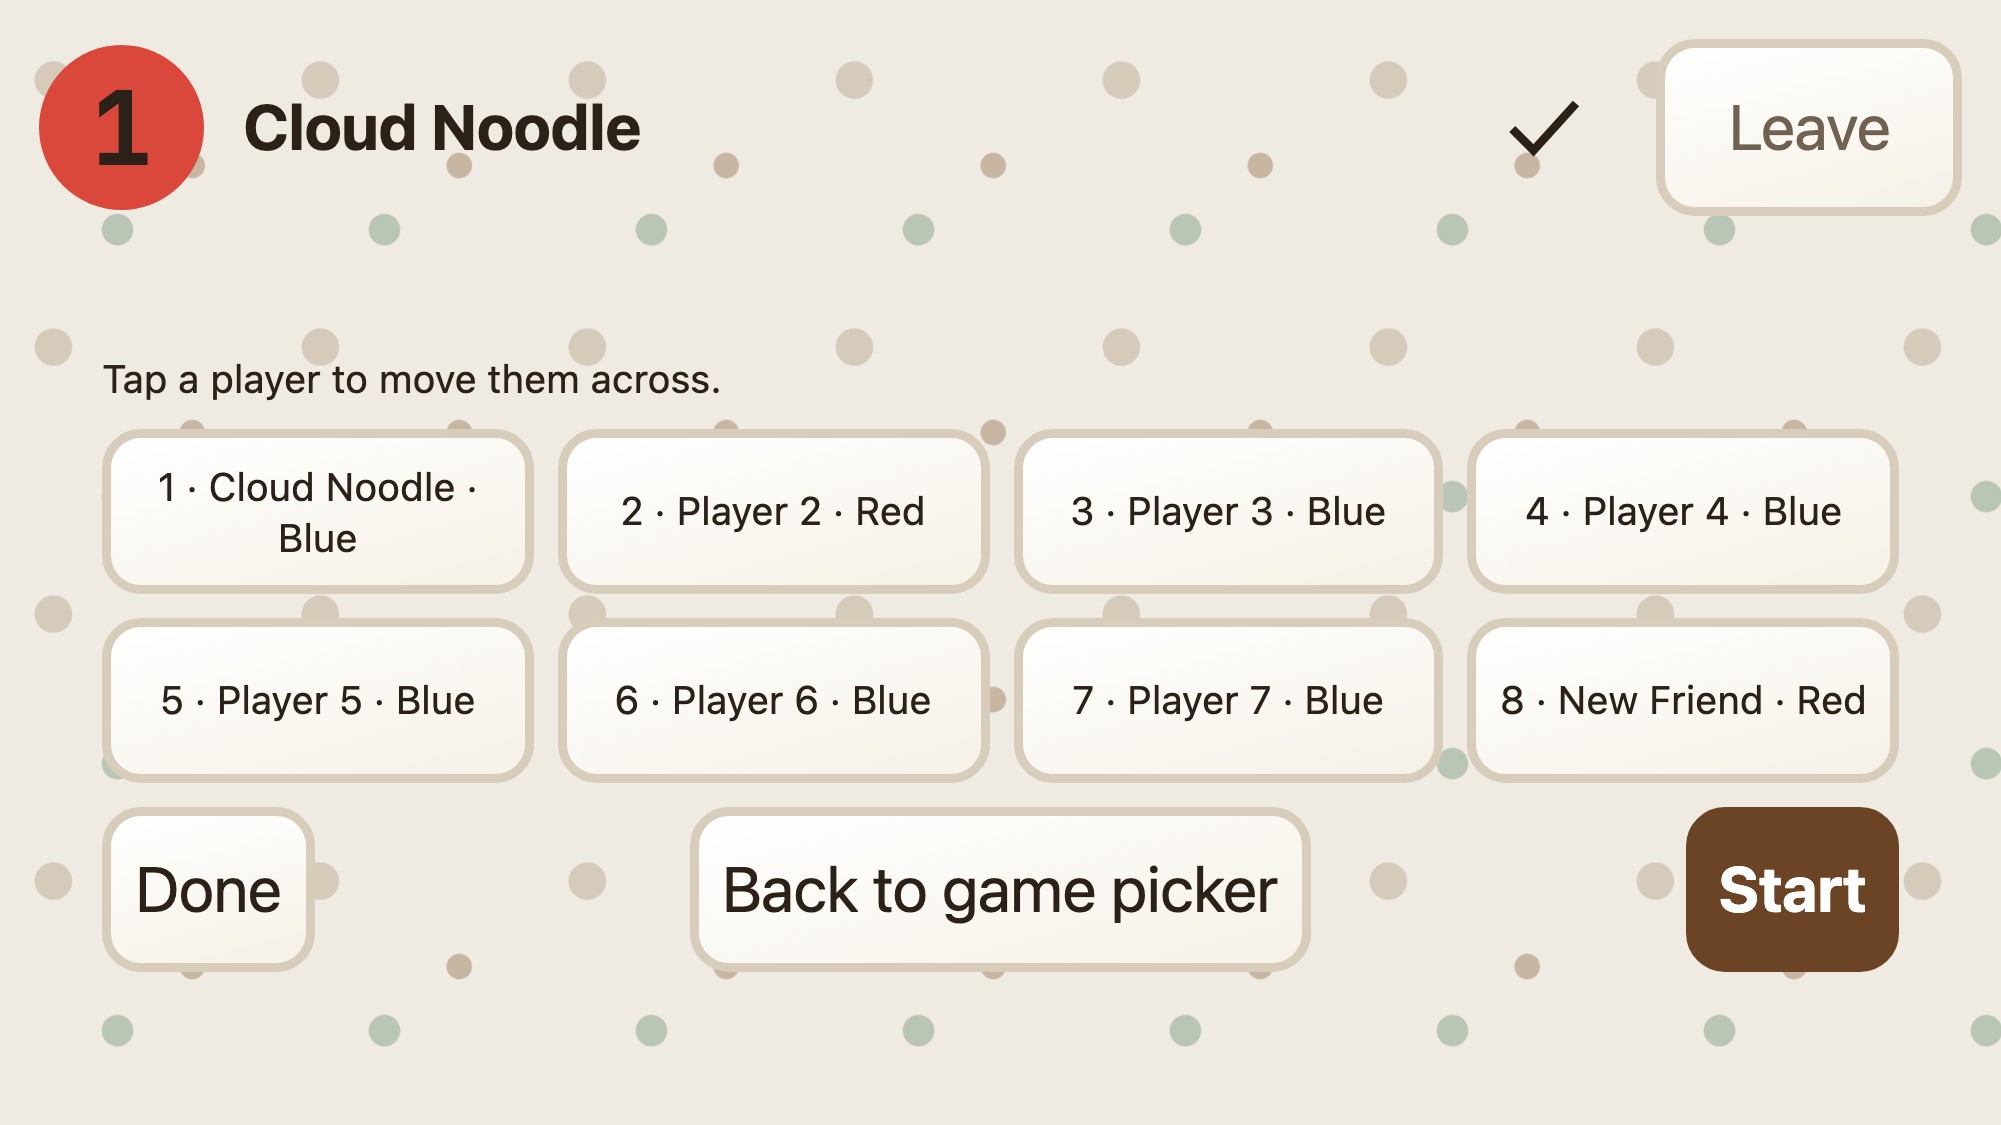 1
Cloud Noodle
Leave
Tap a player to move them across.
1 · Cloud Noodle ·
Blue
2 · Player 2 · Red
3 · Player 3 · Blue
4 · Player 4 · Blue
5 · Player 5 · Blue
6 · Player 6 · Blue
7 · Player 7 · Blue
8 · New Friend · Red
Done
Back to game picker
Start